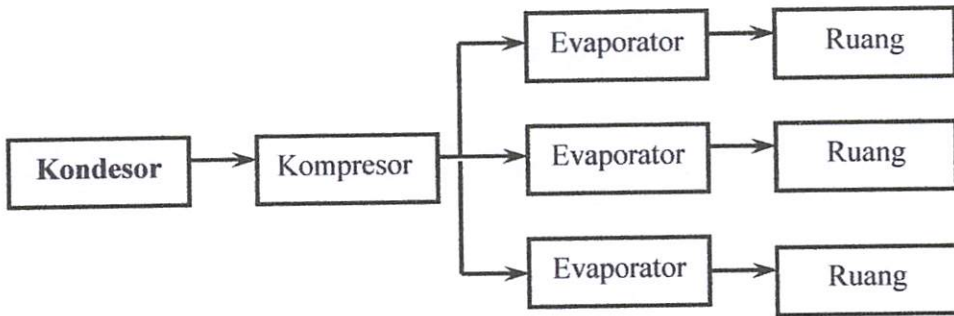 Evaporator
Ruang
Kondesor
Kompresor
Evaporator
Ruang
Evaporator
Ruang